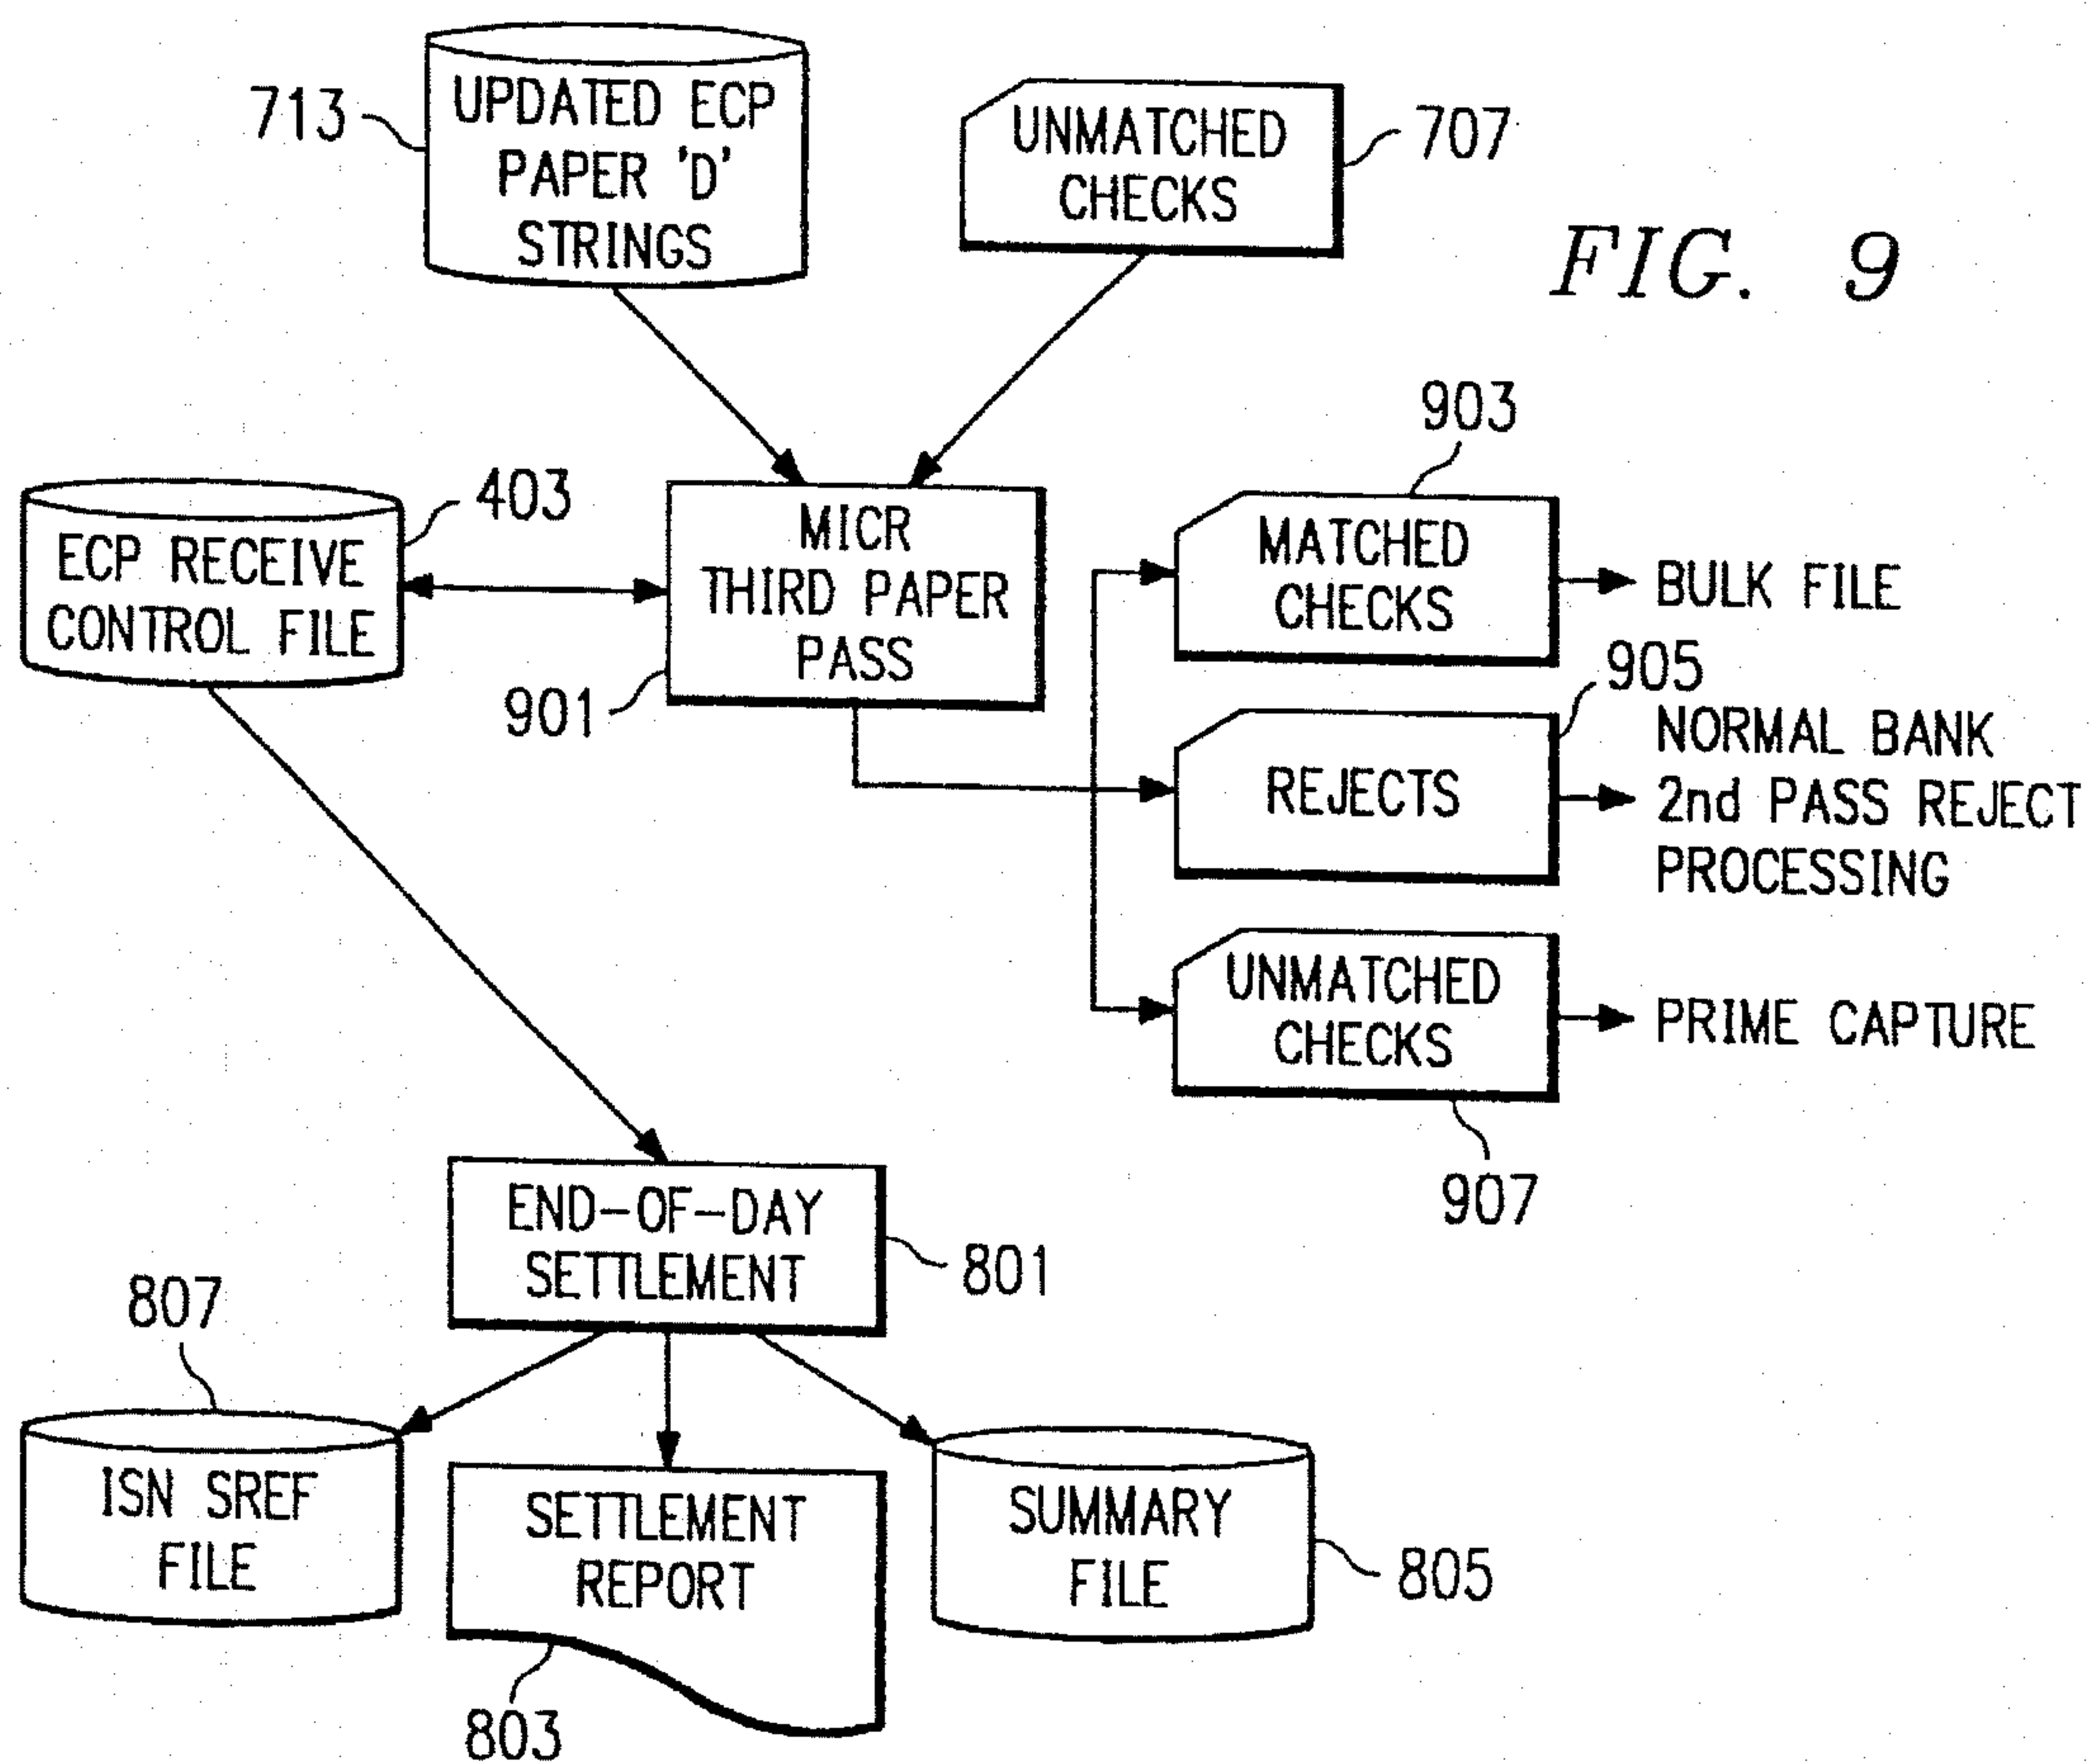 713
UPDATED ECP
PAPER 'D'
STRINGS
UNMATCHED
CHECKS
707
FIG. 9
403
ECP RECEIVE
CONTROL FILE
MICR
THIRD PAPER
PASS
901
903
MATCHED
CHECKS
BULK FILE
905
REJECTS
NORMAL BANK
2nd PASS REJECT
PROCESSING
UNMATCHED
CHECKS
PRIME CAPTURE
907
END-OF-DAY
SETTLEMENT
801
807
ISN SREF
FILE
SETTLEMENT
REPORT
803
SUMMARY
FILE
805